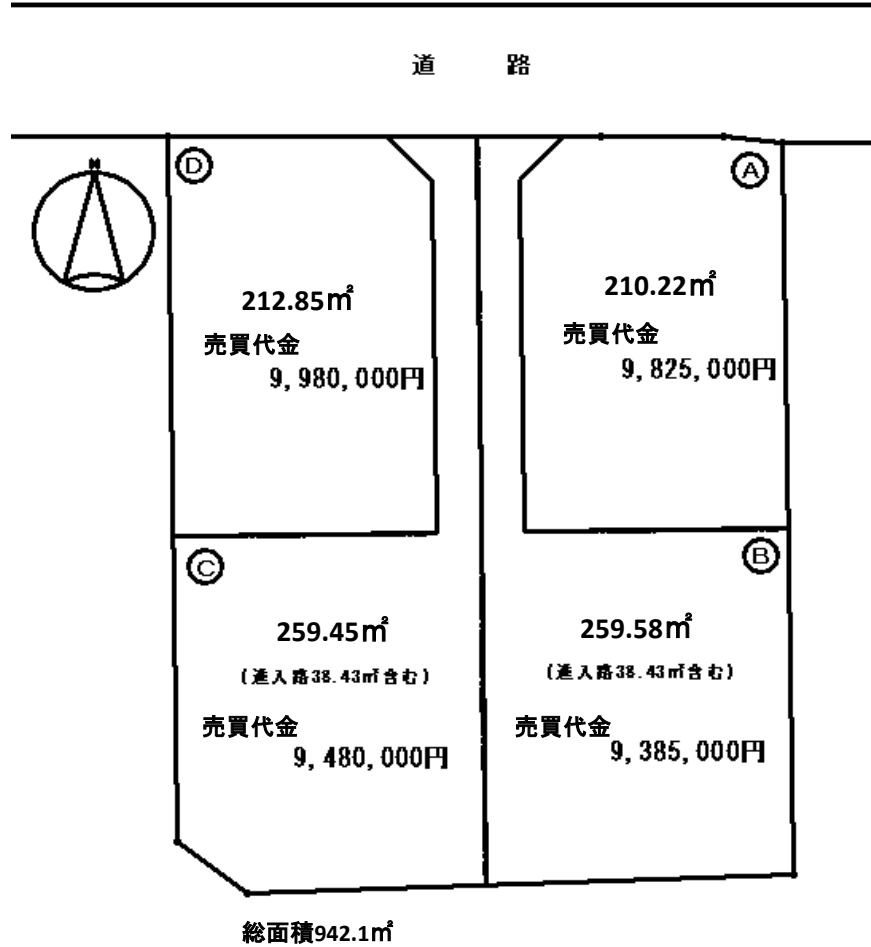 道 路
N
Ⓓ
Ⓐ
212.85㎡
売買代金
9,980,000円
210.22㎡
売買代金
9,825,000円
Ⓒ
Ⓑ
259.45㎡
(進入路38.43㎡含む)
売買代金
9,480,000円
259.58㎡
(進入路38.43㎡含む)
売買代金
9,385,000円
総面積942.1㎡